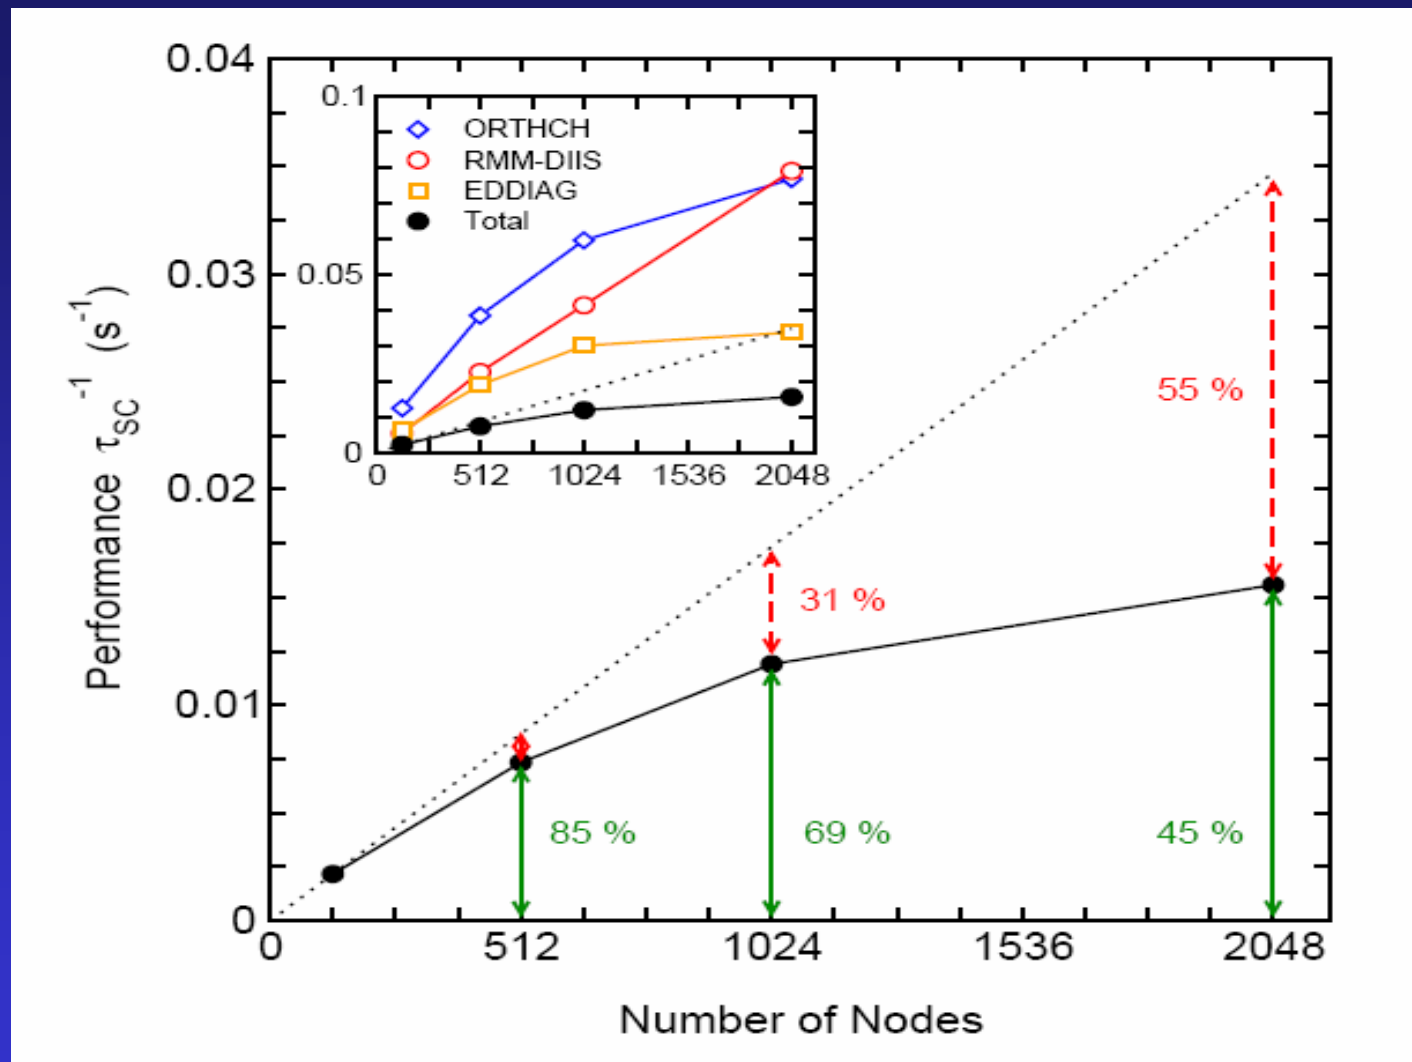 0.04
0.03
0.02
0.01
0
0 512 1024 1536 2048
Performance τSC-1 (s-1)
Number of Nodes
0.1
0.05
0
0 512 1024 1536 2048
ORTHCH
RMM-DIIS
EDDIAG
Total
55 %
31 %
85 %
69 %
45 %